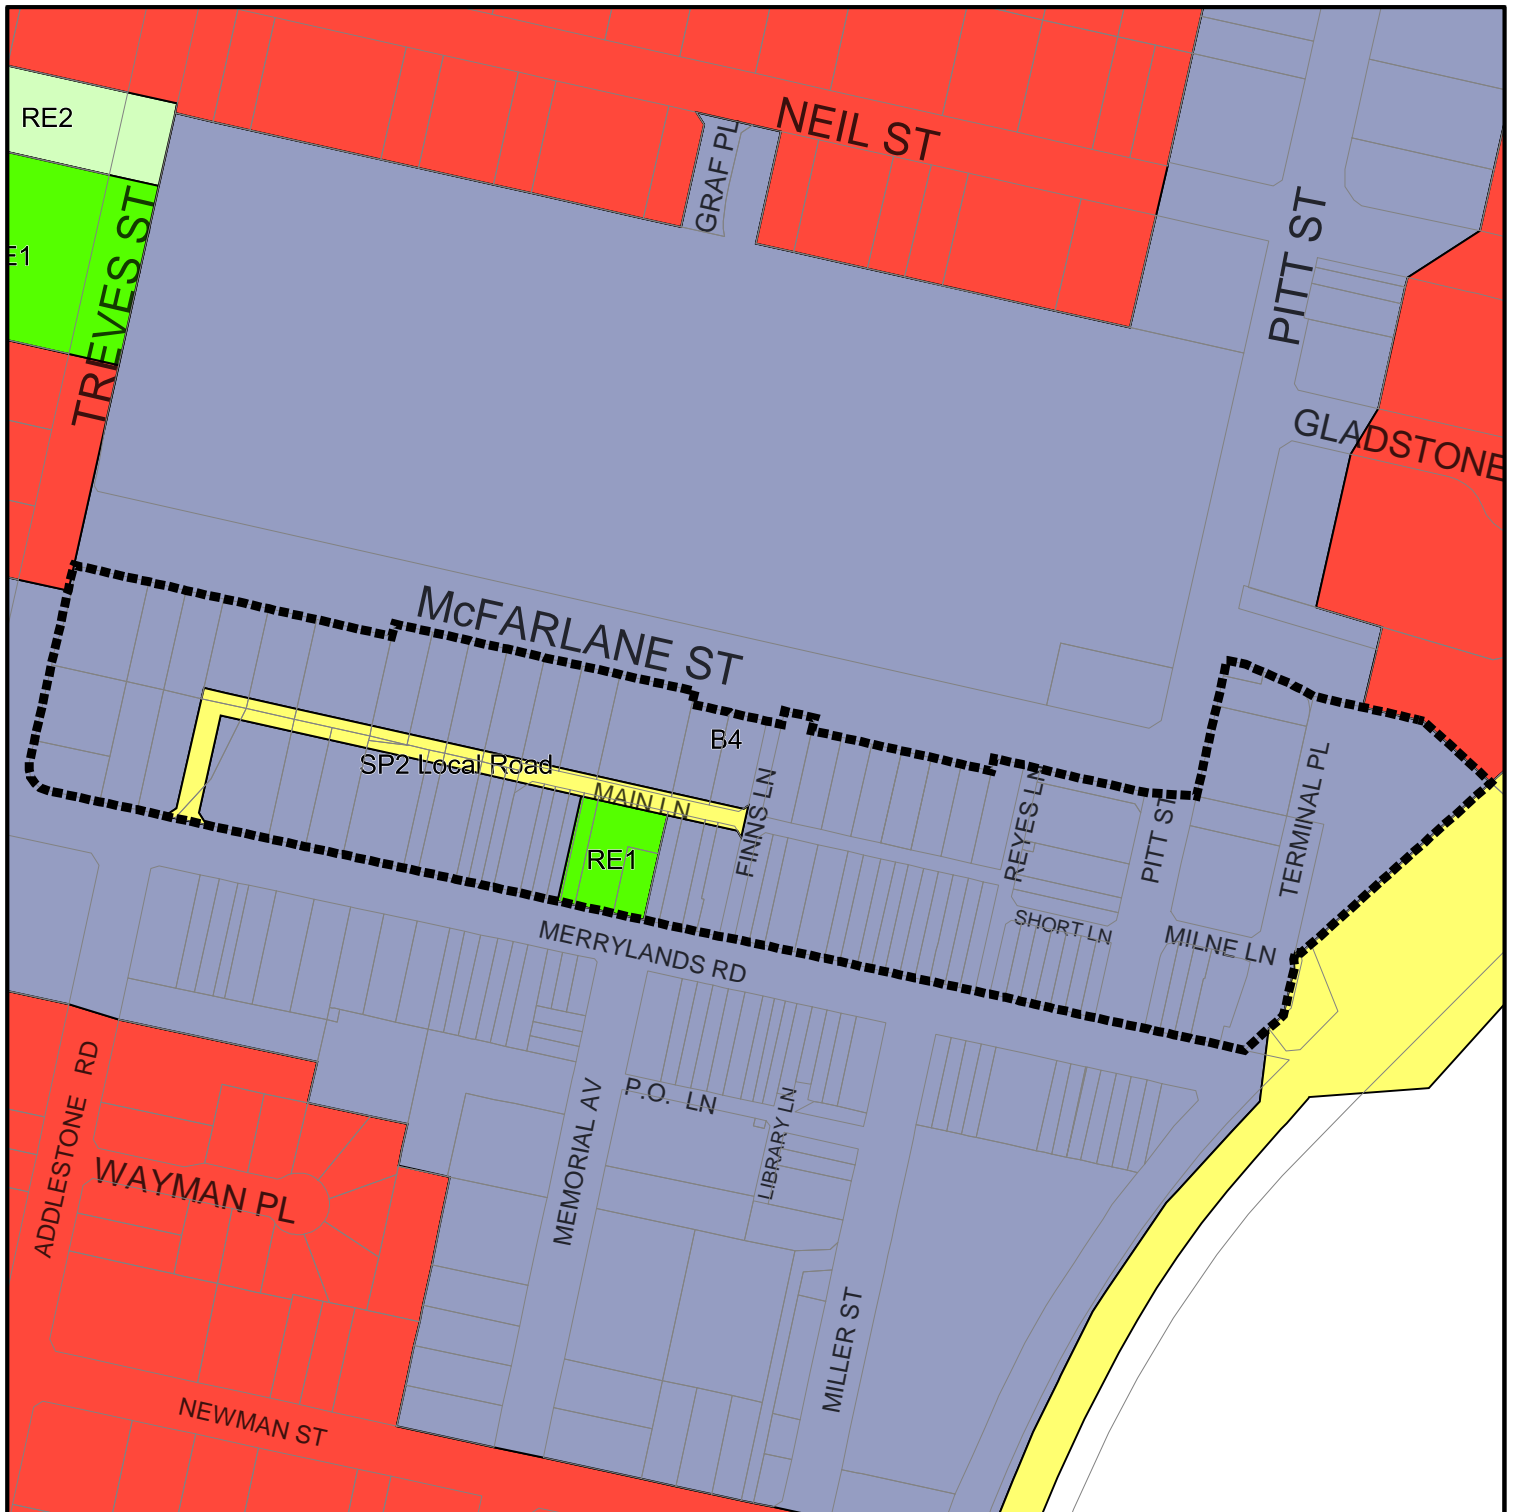 RE2
NEIL ST
GRAF PL
PITT ST
E1
TREVES ST
GLADSTONE
McFARLANE ST
B4
SP2 Local Road
MAIN LN
FINNS LN
REYES LN
PITT ST
TERMINAL PL
RE1
SHORT LN
MILNE LN
MERRYLANDS RD
ADDLESTONE RD
P.O. LN
LIBRARY LN
MEMORIAL AV
WAYMAN PL
MILLER ST
NEWMAN ST